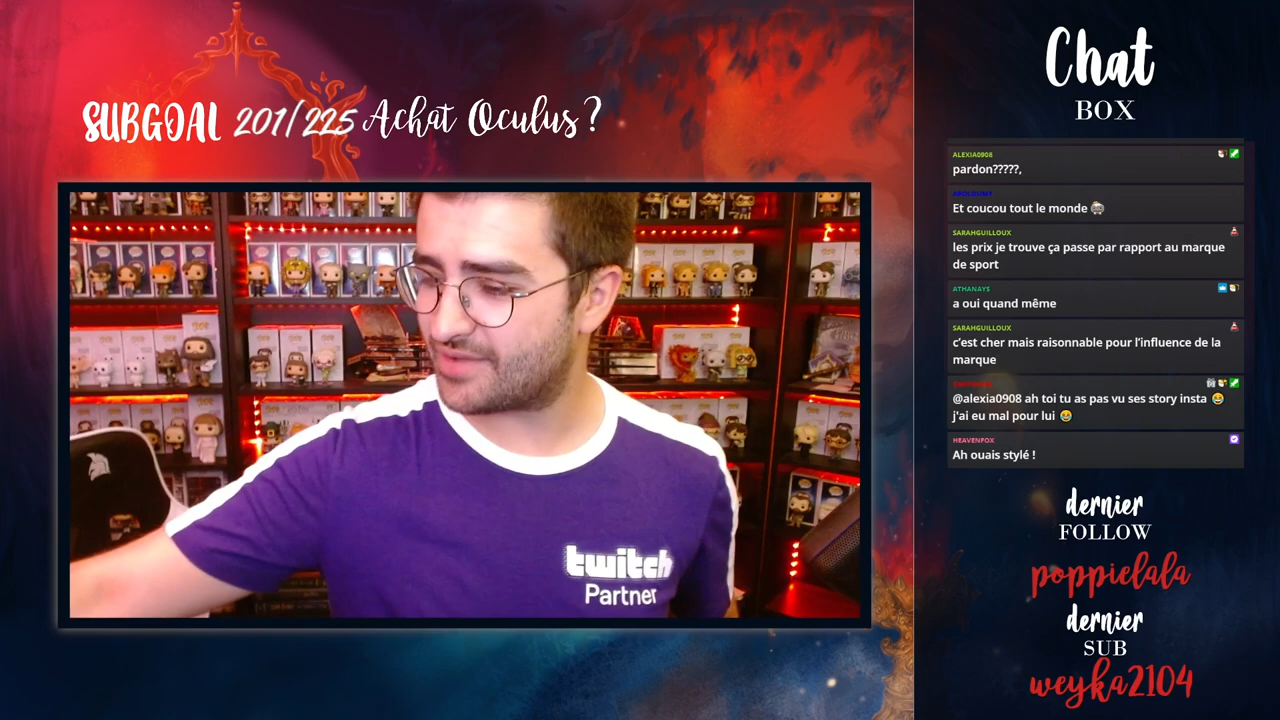 SUBGOAL 201/225 Achat Oculus ?
twitch
Partner
Chat
BOX
ALEXIA0908
pardon?????,
Et coucou tout le monde
SARAHGUILLOUX
les prix je trouve ça passe par rapport au marque
de sport
ATHANAYS
a oui quand même
SARAHGUILLOUX
c'est cher mais raisonnable pour l'influence de la
marque
@alexia0908 ah toi tu as pas vu ses story insta 😂
j'ai eu mal pour lui 😂
HEAVENFOX
Ah ouais stylé !
dernier
FOLLOW
poppielala
dernier
SUB
weyka2104